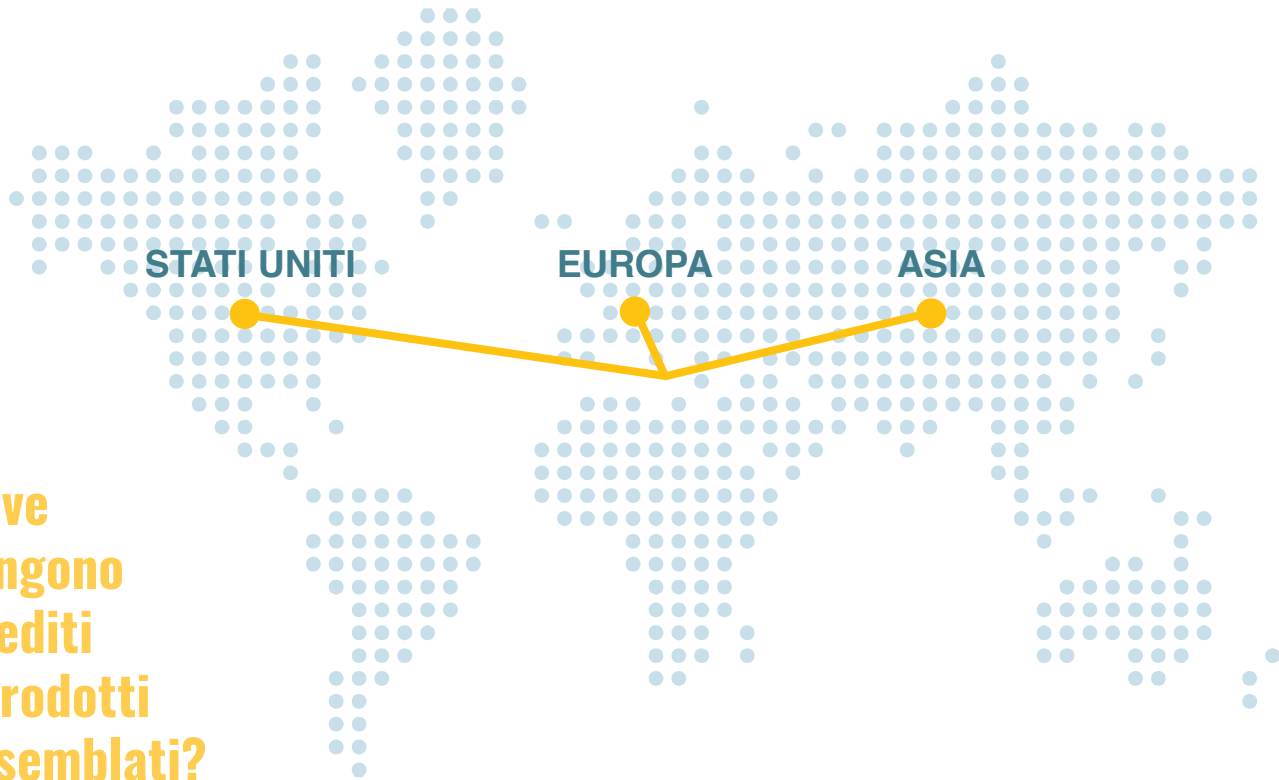 STATI UNITI
EUROPA
ASIA
ve
ngono
editi
rodotti
semblati?